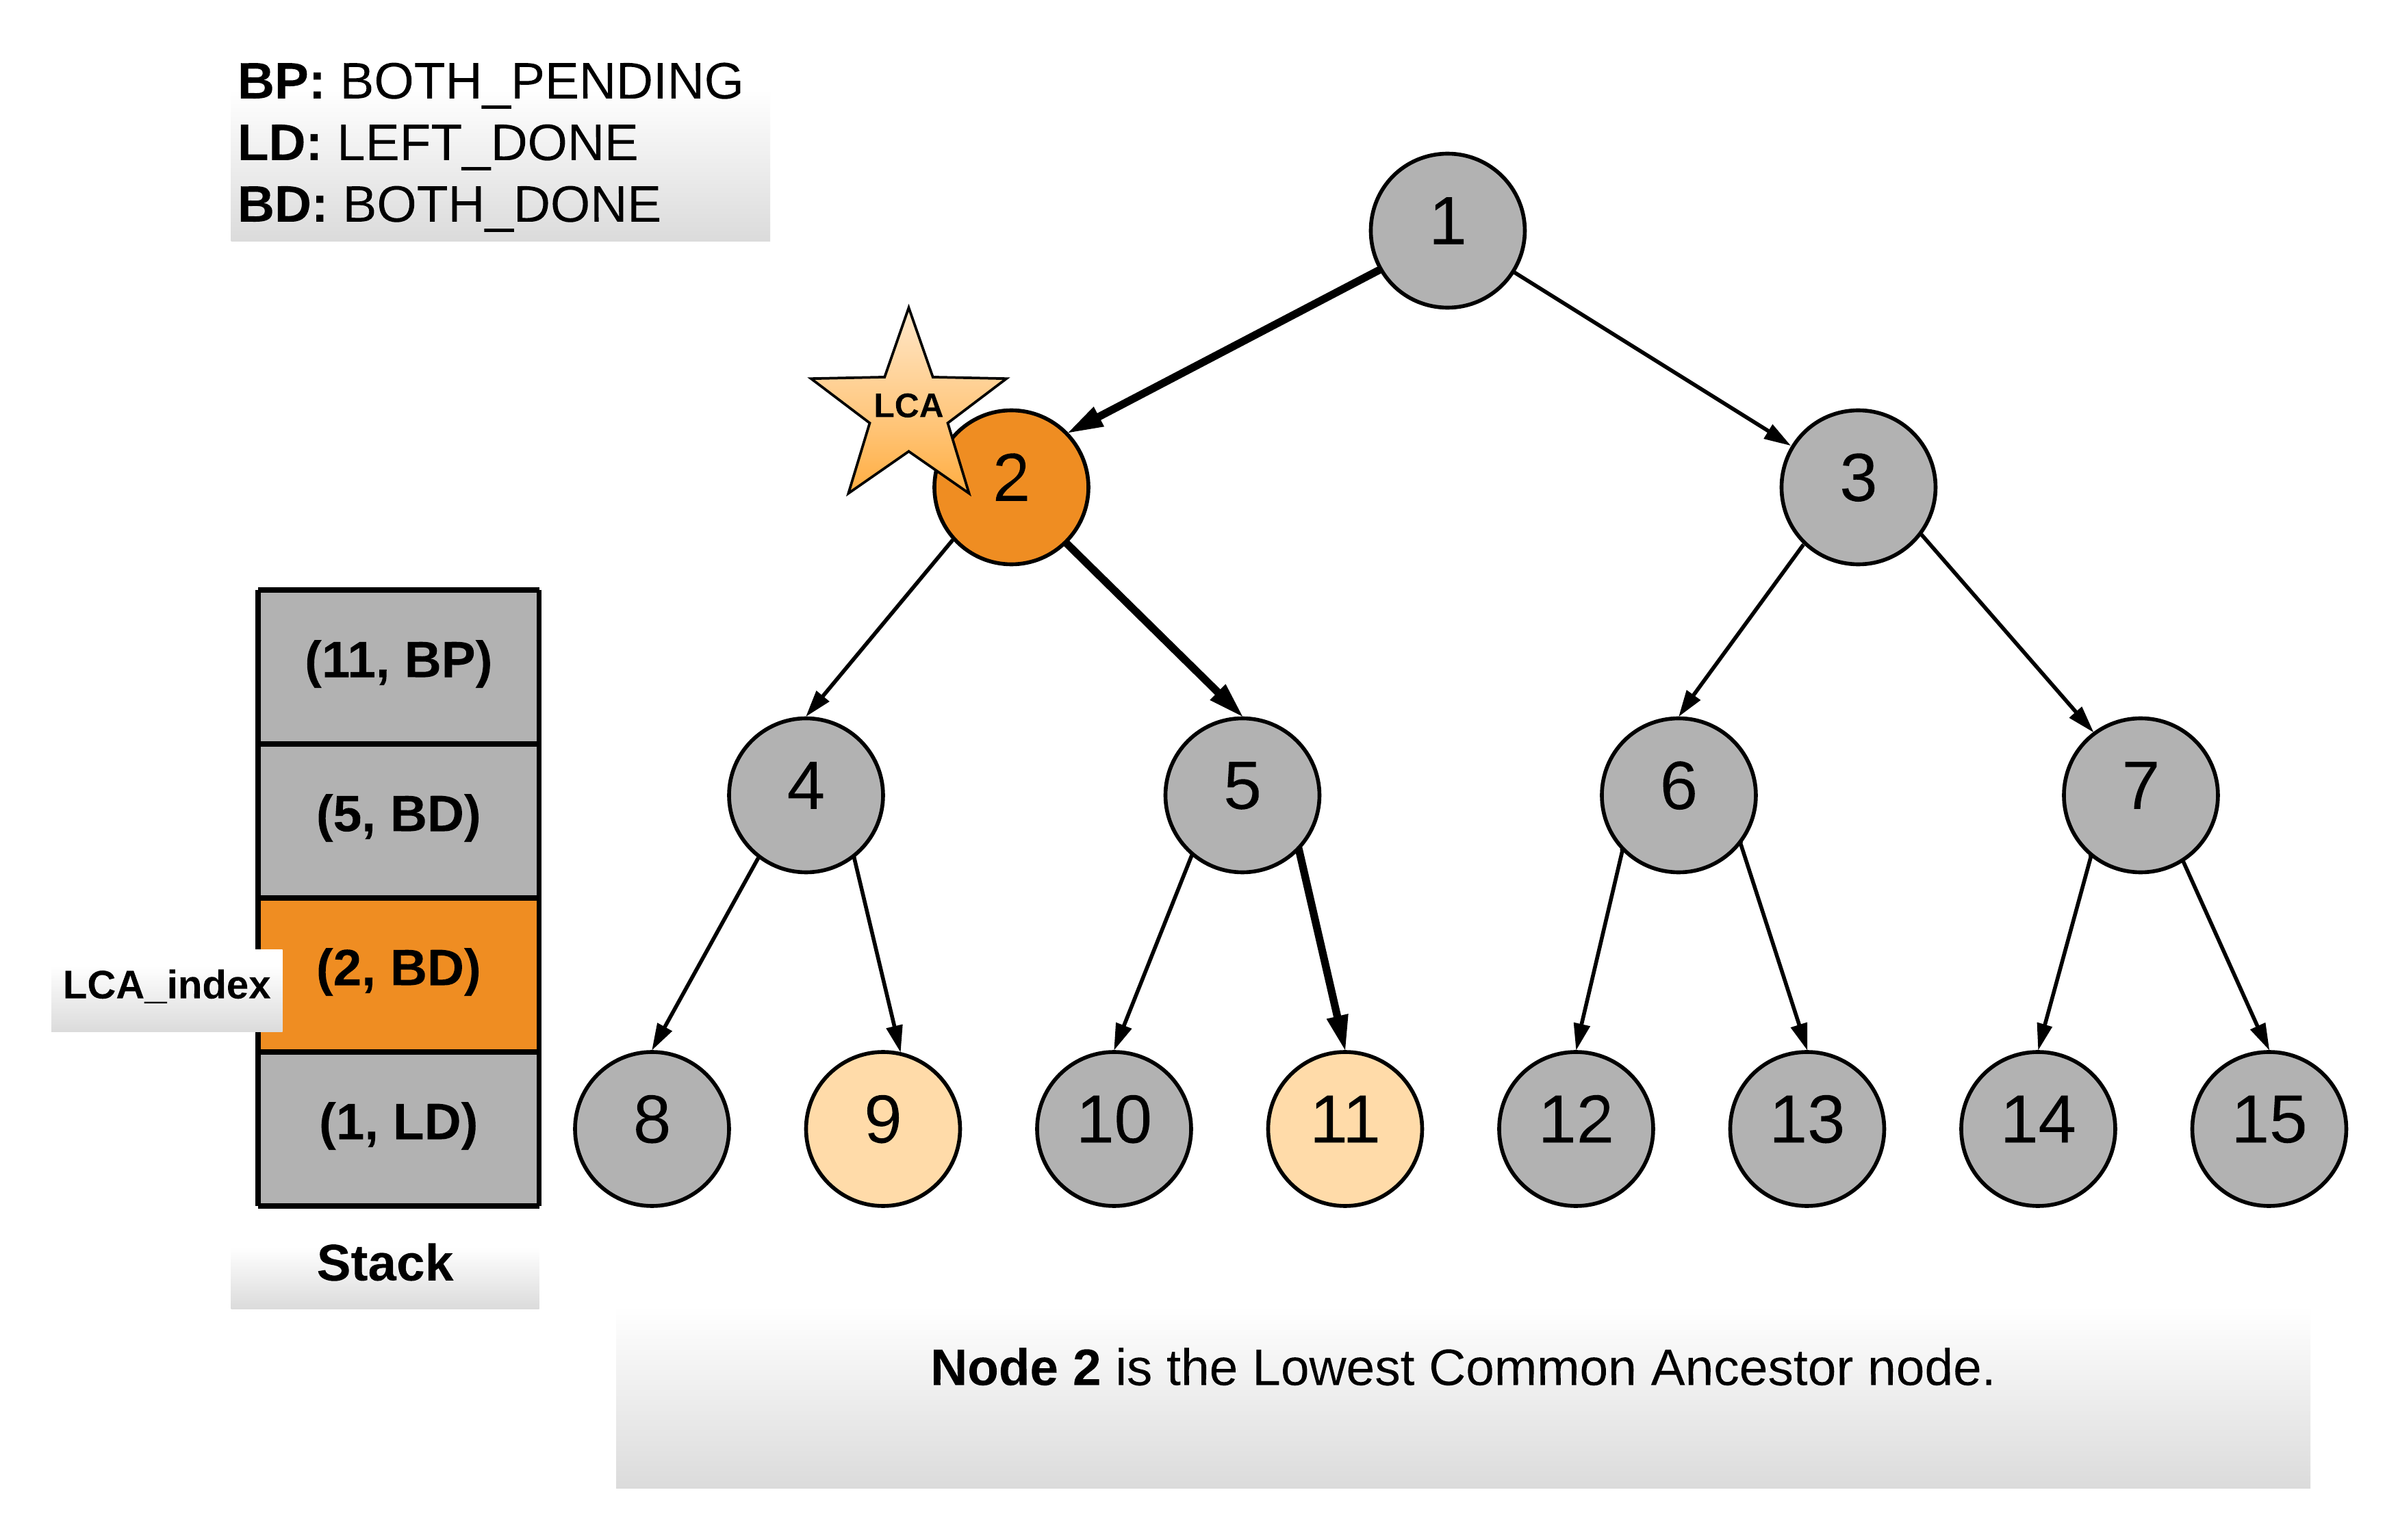 BP: BOTH_PENDING
LD: LEFT_DONE
BD: BOTH_DONE
1
LCA
2
3
(11, BP)
(5, BD)
(2, BD)
(1, LD)
LCA_index
Stack
4
5
6
7
8
9
10
11
12
13
14
15
Node 2 is the Lowest Common Ancestor node.